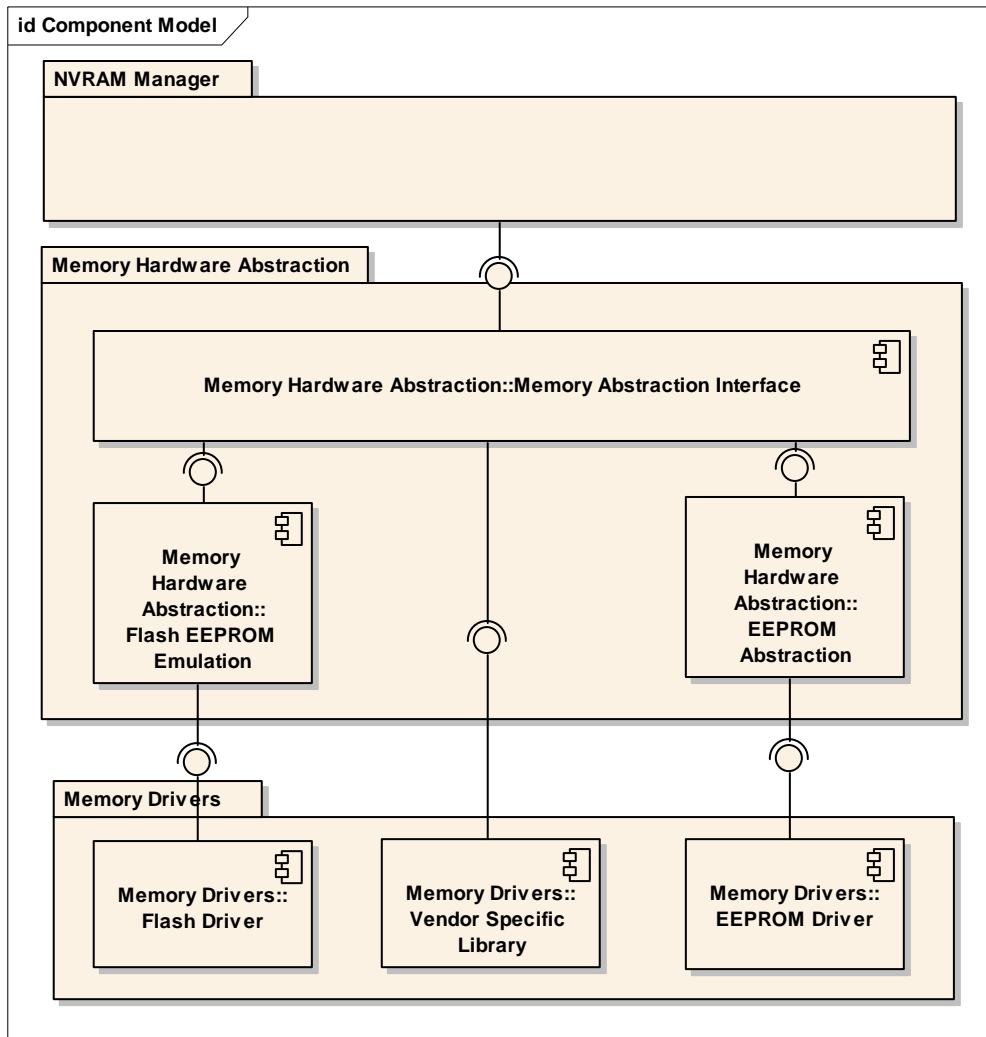 id Component Model
NVRAM Manager
Memory Hardware Abstraction
Memory Hardware Abstraction::Memory Abstraction Interface
Memory
Hardware
Abstraction::
Flash EEPROM
Emulation
Memory
Hardware
Abstraction::
EEPROM
Abstraction
Memory Drivers
Memory Drivers::
Flash Driver
Memory Drivers::
Vendor Specific
Library
Memory Drivers::
EEPROM Driver